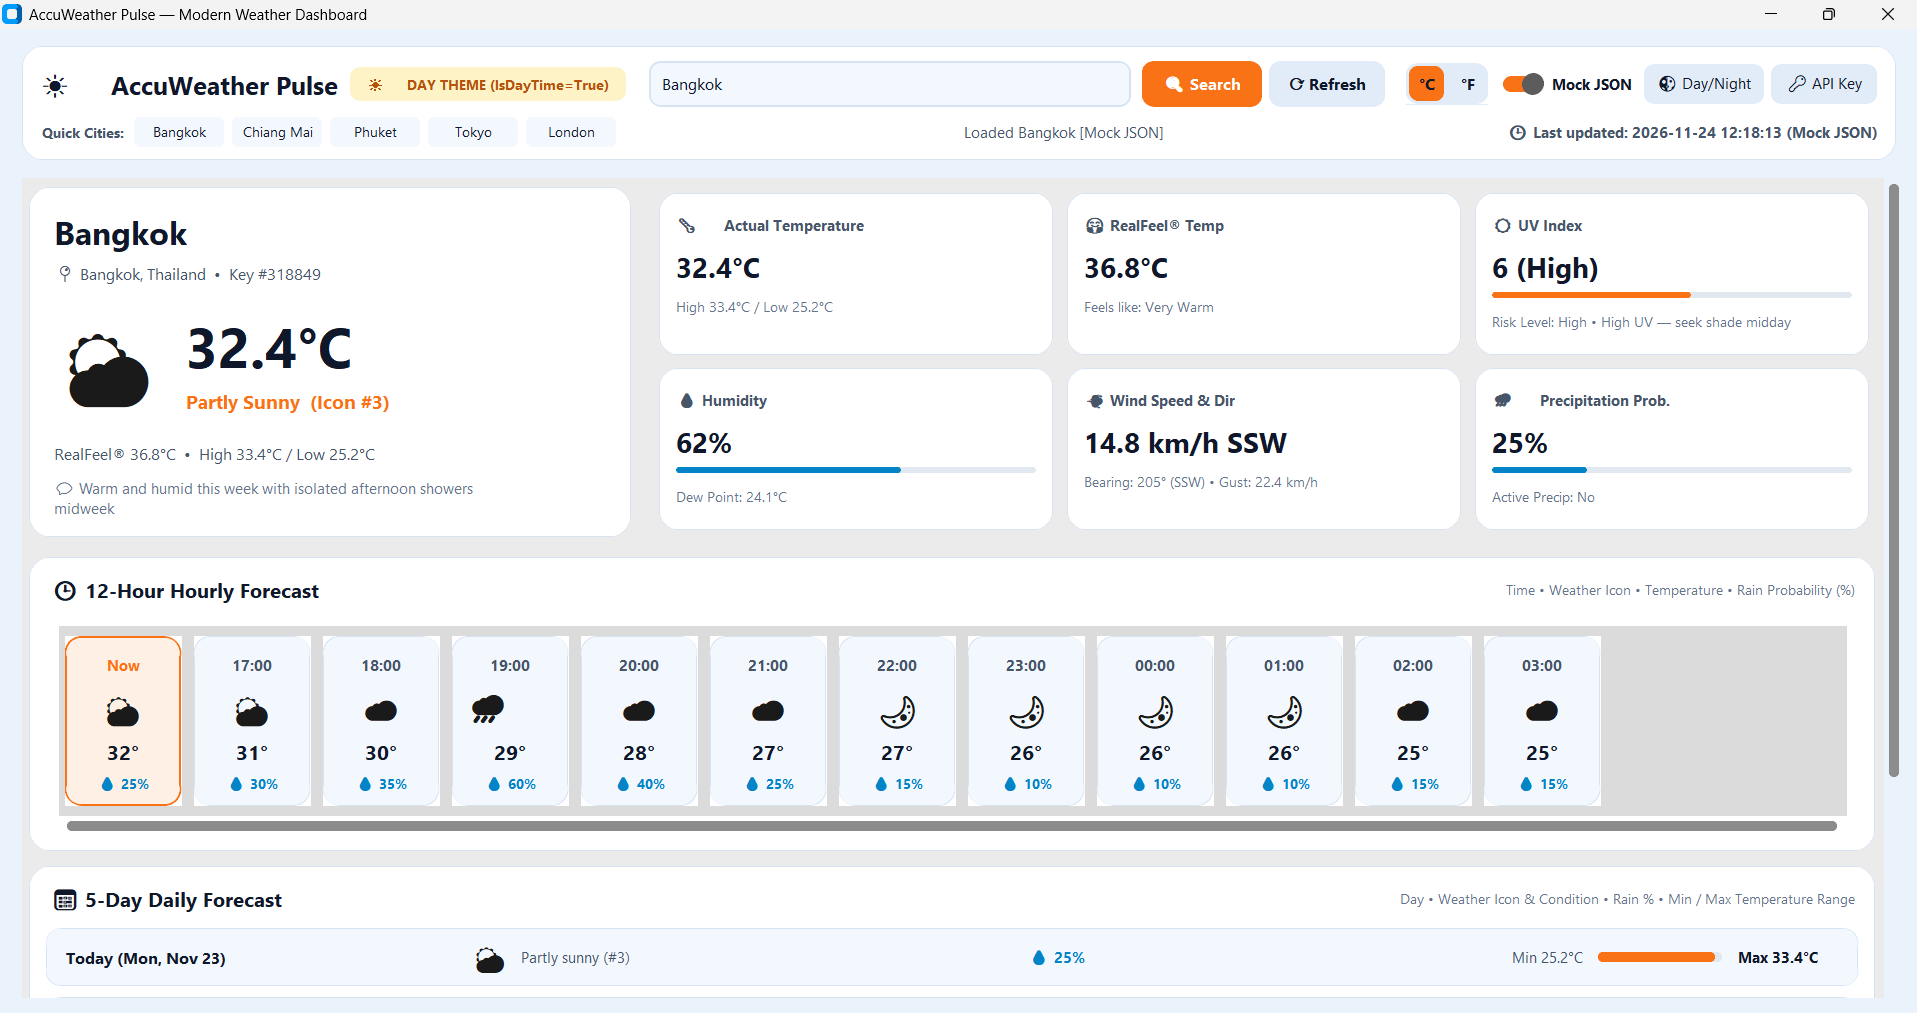 AccuWeather Pulse — Modern Weather Dashboard
AccuWeather Pulse
DAY THEME (IsDayTime=True)
Bangkok
Search
Refresh
°C
°F
Mock JSON
Day/Night
API Key
Quick Cities:
Bangkok
Chiang Mai
Phuket
Tokyo
London
Loaded Bangkok [Mock JSON]
Last updated: 2026-11-24 12:18:13 (Mock JSON)
Bangkok
Bangkok, Thailand • Key #318849
32.4°C
Partly Sunny (Icon #3)
RealFeel® 36.8°C • High 33.4°C / Low 25.2°C
Warm and humid this week with isolated afternoon showers
midweek
Actual Temperature
32.4°C
High 33.4°C / Low 25.2°C
RealFeel® Temp
36.8°C
Feels like: Very Warm
UV Index
6 (High)
Risk Level: High • High UV — seek shade midday
Humidity
62%
Dew Point: 24.1°C
Wind Speed & Dir
14.8 km/h SSW
Bearing: 205° (SSW) • Gust: 22.4 km/h
Precipitation Prob.
25%
Active Precip: No
12-Hour Hourly Forecast
Time • Weather Icon • Temperature • Rain Probability (%)
Now
32°
25%
17:00
31°
30%
18:00
30°
35%
19:00
29°
60%
20:00
28°
40%
21:00
27°
25%
22:00
27°
15%
23:00
26°
10%
00:00
26°
10%
01:00
26°
10%
02:00
25°
15%
03:00
25°
15%
5-Day Daily Forecast
Day • Weather Icon & Condition • Rain % • Min / Max Temperature Range
Today (Mon, Nov 23)
Partly sunny (#3)
25%
Min 25.2°C
Max 33.4°C